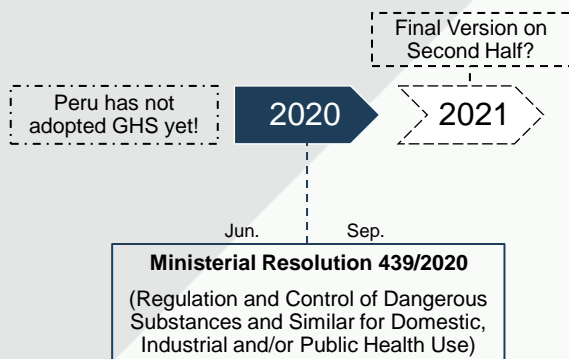 Final Version on
Second Half?
Peru has not
adopted GHS yet!
2020
2021
Jun.
Sep.
Ministerial Resolution 439/2020
(Regulation and Control of Dangerous
Substances and Similar for Domestic,
Industrial and/or Public Health Use)